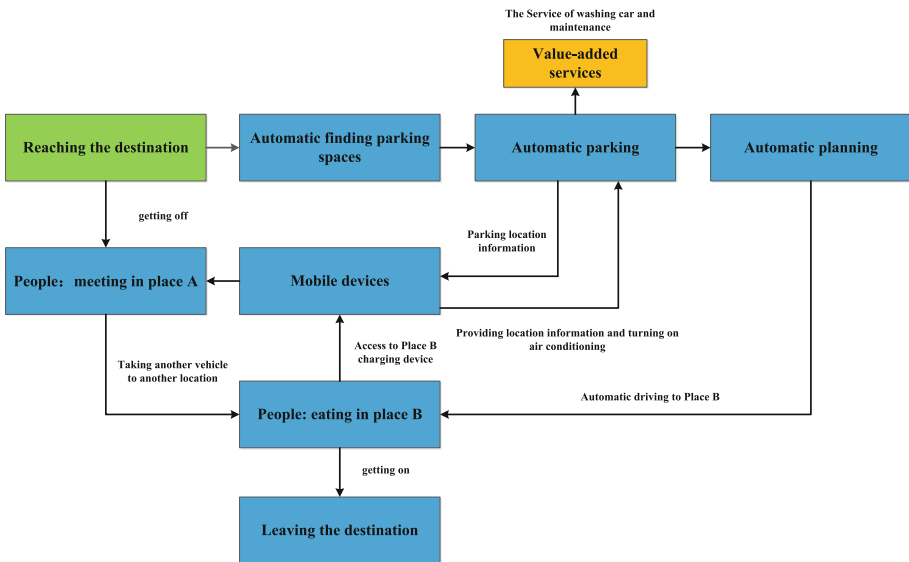 The Service of washing car and
maintenance
Value-added
services
Reaching the destination
Automatic finding parking
spaces
Automatic parking
Automatic planning
getting off
Parking location
information
People： meeting in place A
Mobile devices
Providing location information and turning on
air conditioning
Access to Place B
charging device
Taking another vehicle
to another location
People: eating in place B
Automatic driving to Place B
getting on
Leaving the destination